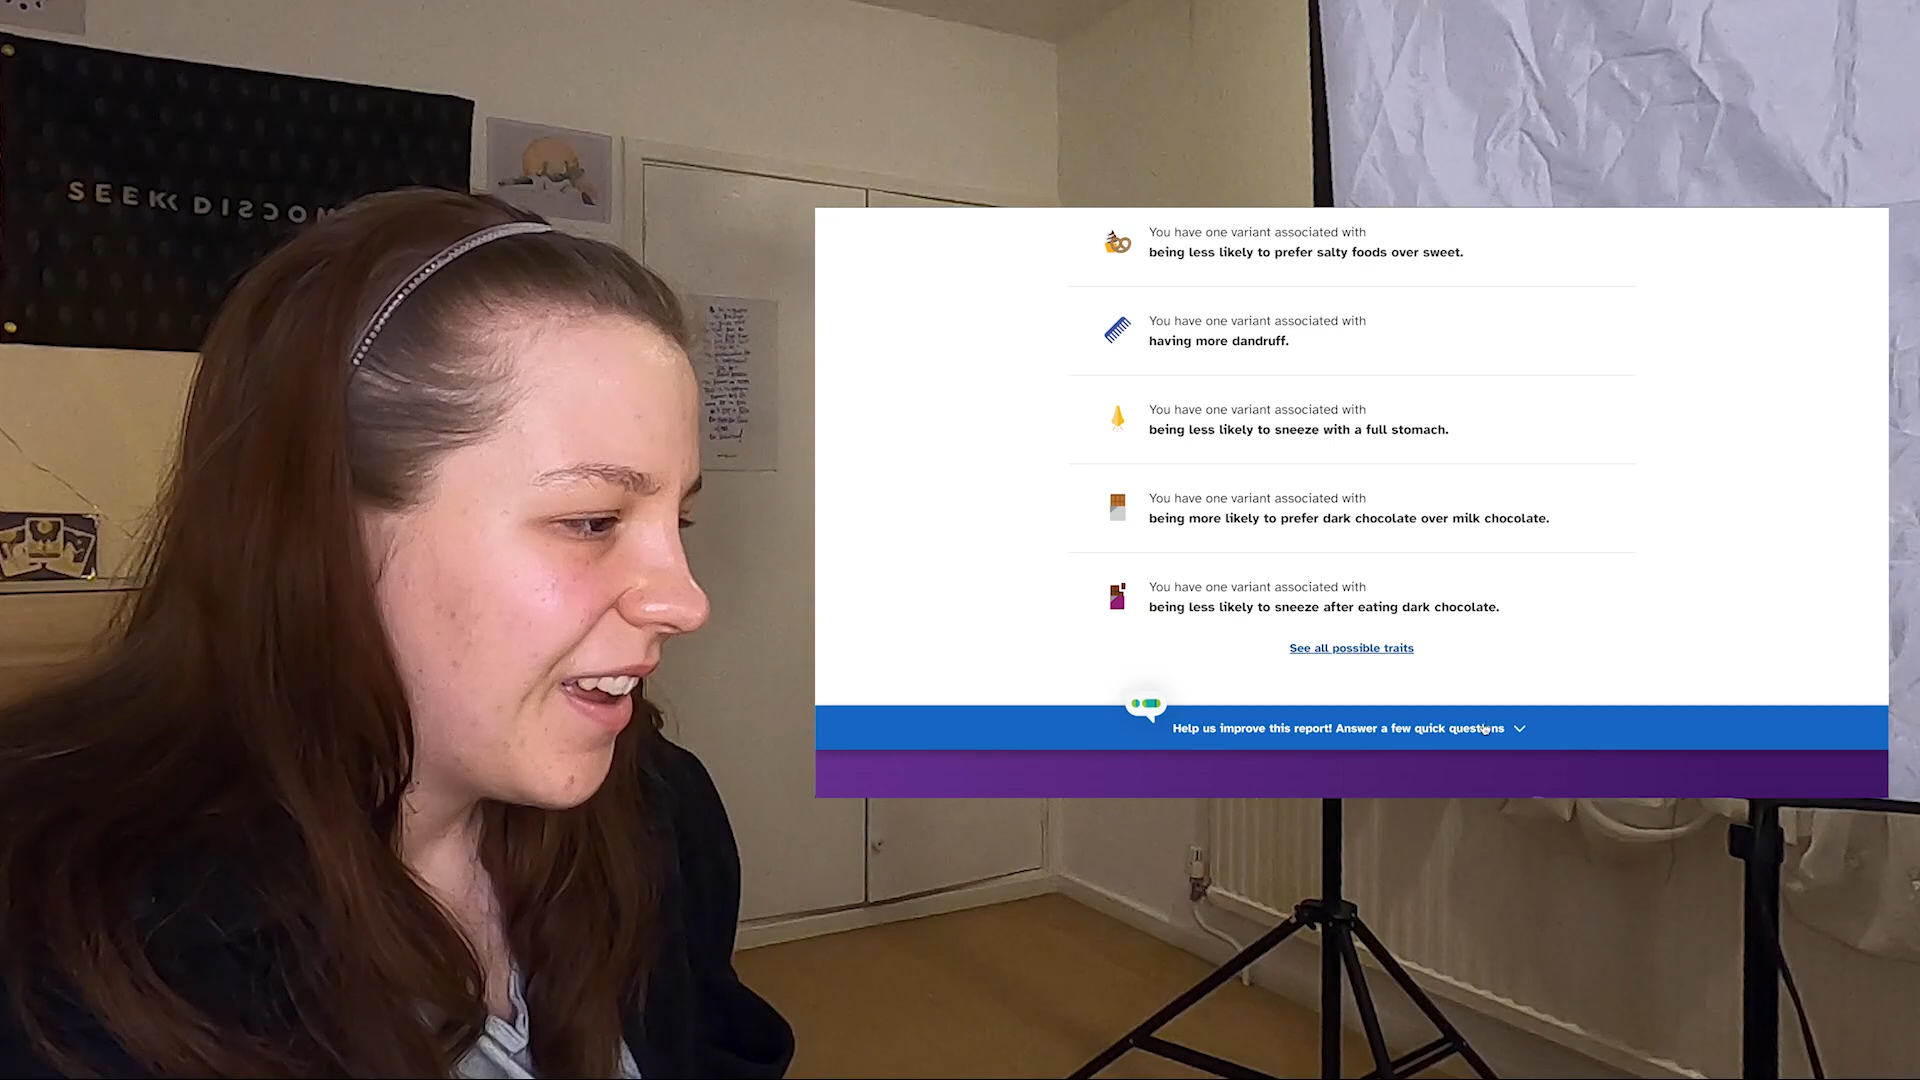 SEEK DISCOM
You have one variant associated with
being less likely to prefer salty foods over sweet.
You have one variant associated with
having more dandruff.
You have one variant associated with
being less likely to sneeze with a full stomach.
You have one variant associated with
being more likely to prefer dark chocolate over milk chocolate.
You have one variant associated with
being less likely to sneeze after eating dark chocolate.
See all possible traits
Help us improve this report! Answer a few quick questions